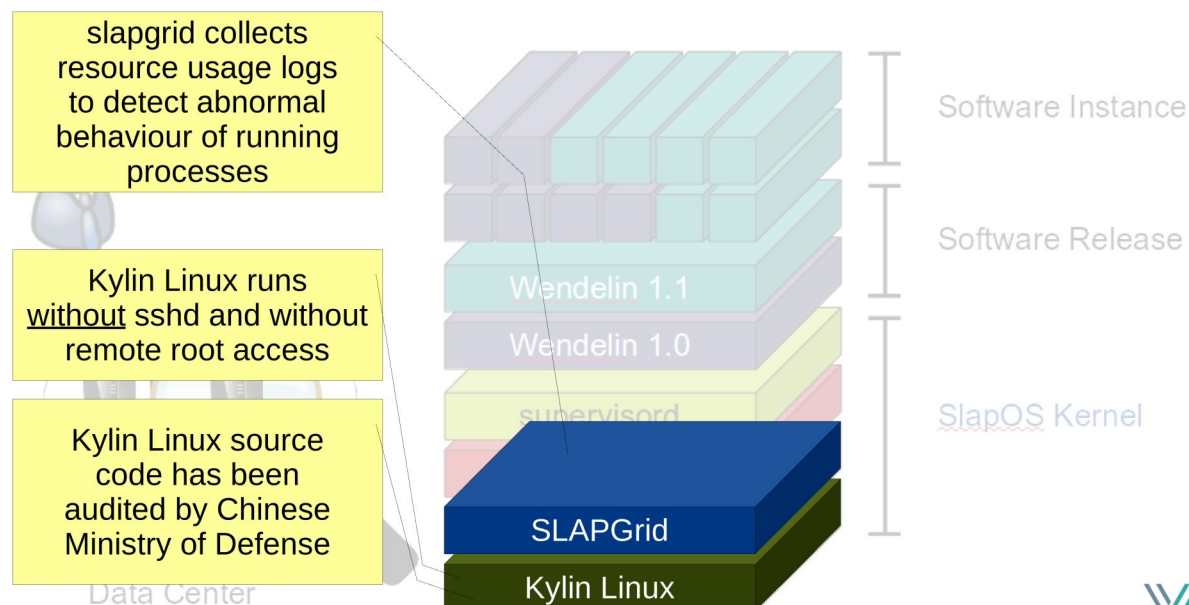 slapgrid collects
resource usage logs
to detect abnormal
behaviour of running
processes
Kylin Linux runs
without sshd and without
remote root access
Kylin Linux source
code has been
audited by Chinese
Ministry of Defense
Data Center
Wendelin 1.1
Wendelin 1.0
supervisord
SLAPGrid
Kylin Linux
Software Instance
Software Release
SlapOS Kernel